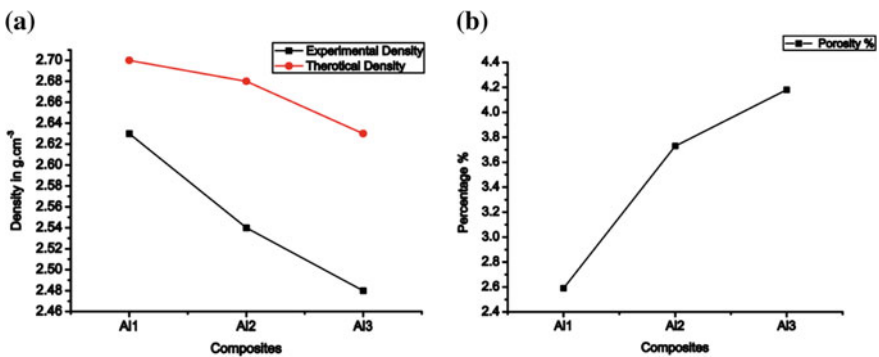 (a)
Experimental Density
Therotical Density
2.70
2.68
2.66
2.64
2.62
2.60
2.58
2.56
2.54
2.52
2.50
2.48
2.46
Density in g.cm⁻³
Al1 Al2 Al3
Composites
(b)
Porosity %
4.4
4.2
4.0
3.8
3.6
3.4
3.2
3.0
2.8
2.6
2.4
Percentage %
Al1 Al2 Al3
Composites